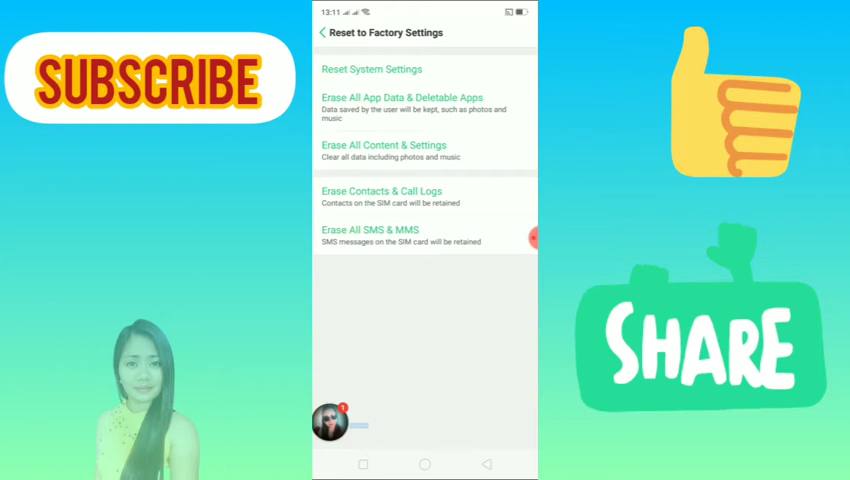 SUBSCRIBE
13:11
Reset to Factory Settings
Reset System Settings
Erase All App Data & Deletable Apps
Data saved by the user will be kept, such as photos and
music
Erase All Content & Settings
Clear all data including photos and music
Erase Contacts & Call Logs
Contacts on the SIM card will be retained
Erase All SMS & MMS
SMS messages on the SIM card will be retained
1
SHARE